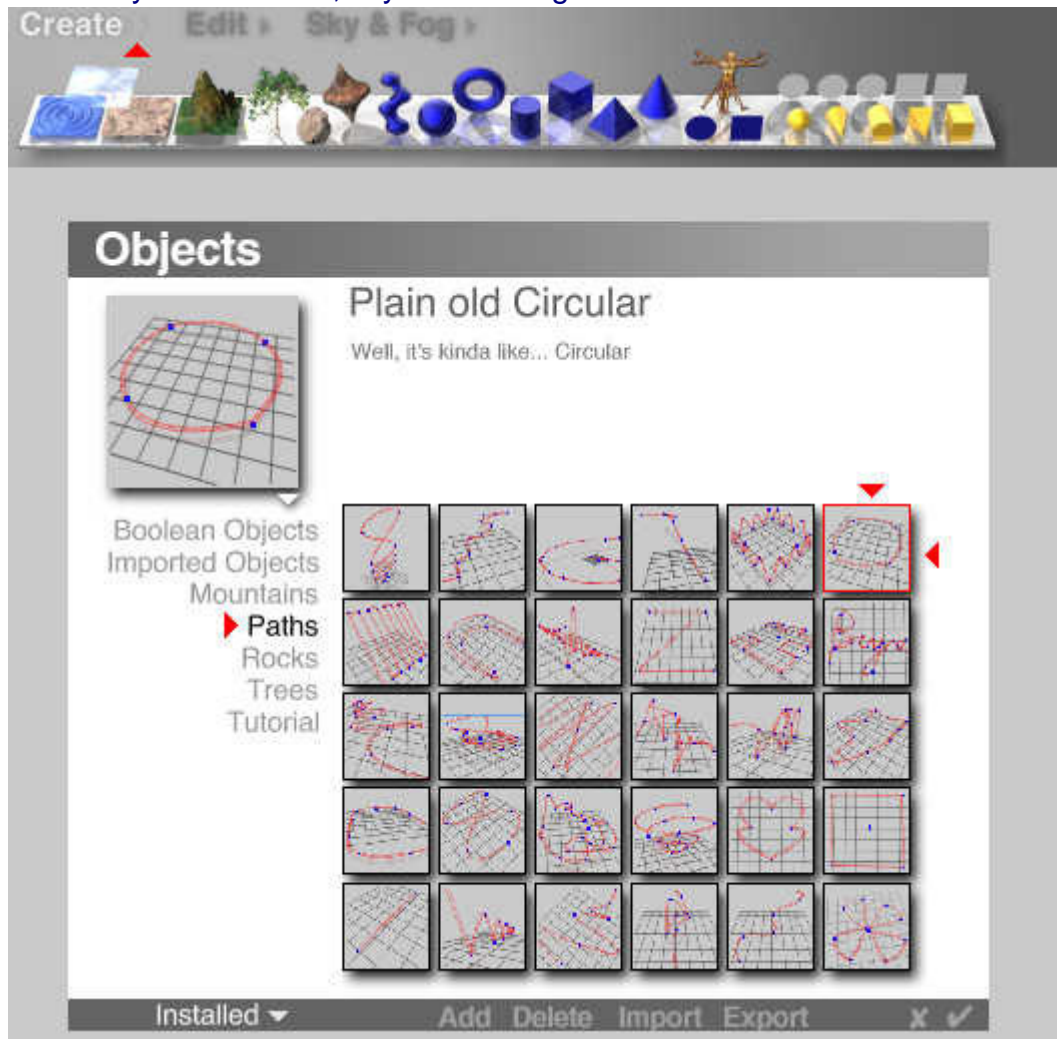 Create Edit Sky & Fog
Objects
Plain old Circular
Well, it's kinda like... Circular
Boolean Objects
Imported Objects
Mountains
Paths
Rocks
Trees
Tutorial
Installed Add Delete Import Export